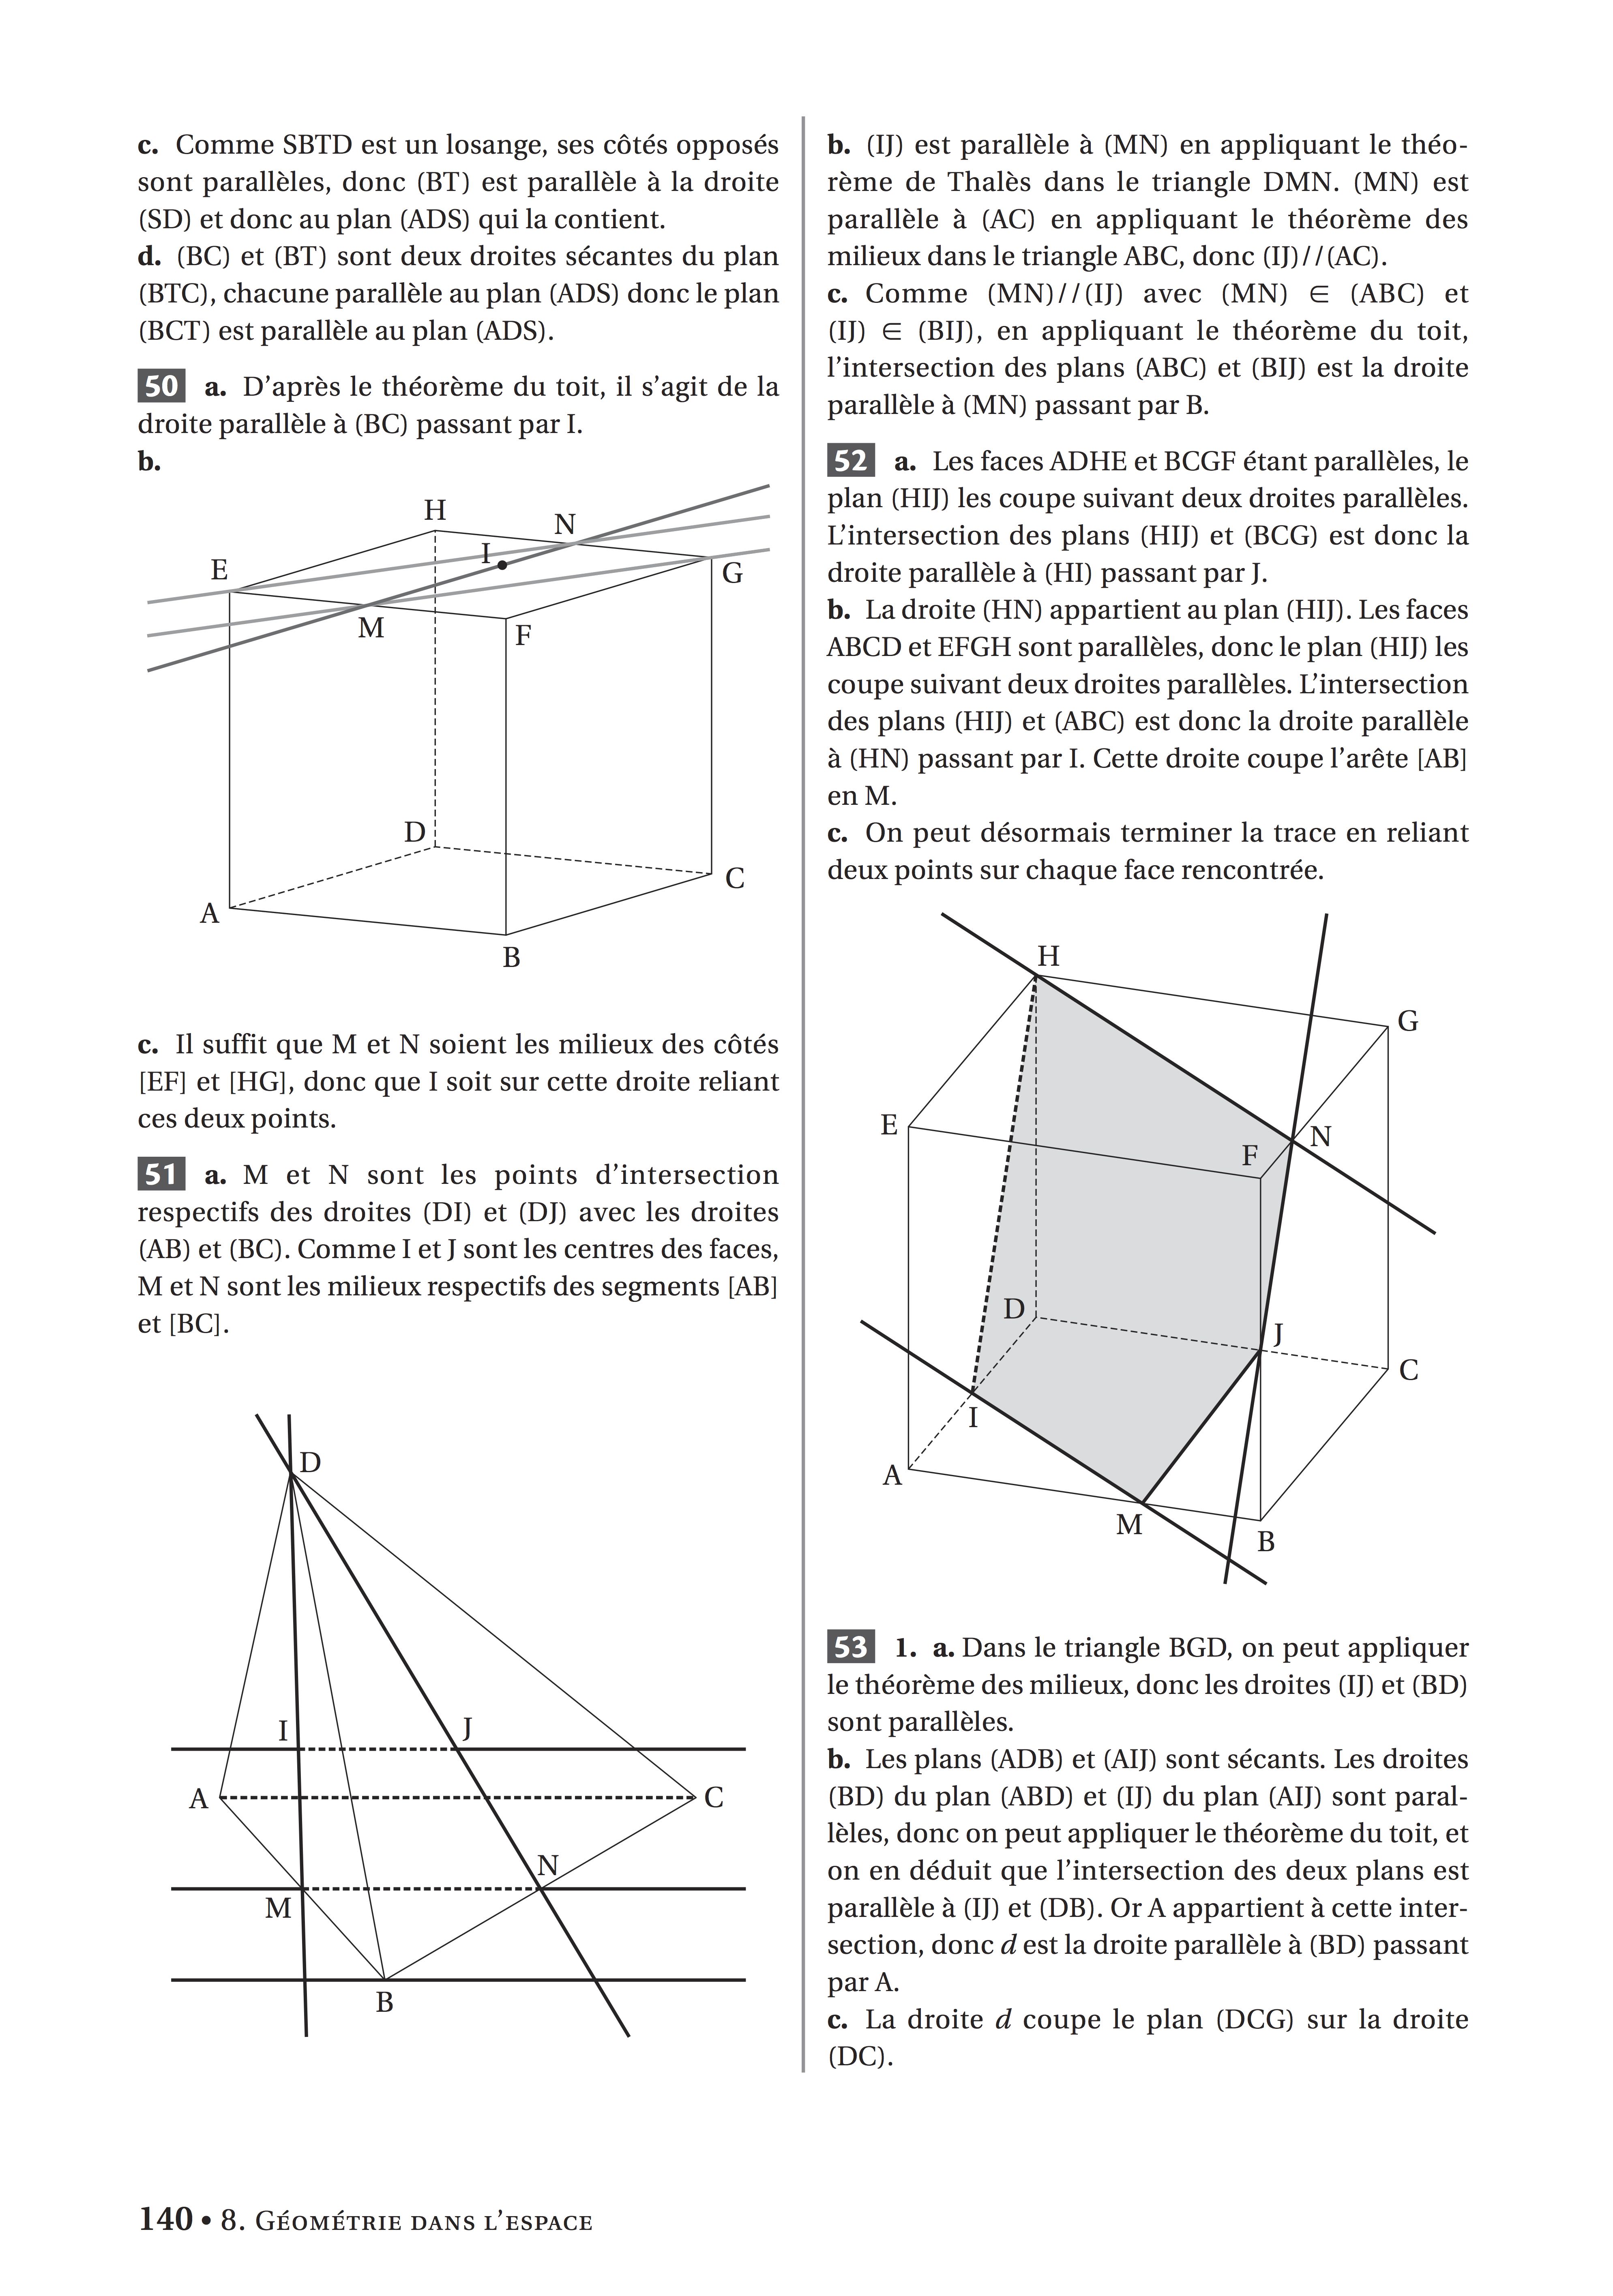 c. Comme SBTD est un losange, ses côtés opposés
sont parallèles, donc (BT) est parallèle à la droite
(SD) et donc au plan (ADS) qui la contient.
d. (BC) et (BT) sont deux droites sécantes du plan
(BTC), chacune parallèle au plan (ADS) donc le plan
(BCT) est parallèle au plan (ADS).
50 a. D’après le théorème du toit, il s’agit de la
droite parallèle à (BC) passant par I.
b.
H
N
I
E
G
M
F
D
C
A
B
c. Il suffit que M et N soient les milieux des côtés
[EF] et [HG], donc que I soit sur cette droite reliant
ces deux points.
51 a. M et N sont les points d’intersection
respectifs des droites (DI) et (DJ) avec les droites
(AB) et (BC). Comme I et J sont les centres des faces,
M et N sont les milieux respectifs des segments [AB]
et [BC].
D
I
J
A
C
N
M
B
b. (IJ) est parallèle à (MN) en appliquant le théo-
rème de Thalès dans le triangle DMN. (MN) est
parallèle à (AC) en appliquant le théorème des
milieux dans le triangle ABC, donc (IJ)//(AC).
c. Comme (MN)//(IJ) avec (MN) ∈ (ABC) et
(IJ) ∈ (BIJ), en appliquant le théorème du toit,
l’intersection des plans (ABC) et (BIJ) est la droite
parallèle à (MN) passant par B.
52 a. Les faces ADHE et BCGF étant parallèles, le
plan (HIJ) les coupe suivant deux droites parallèles.
L’intersection des plans (HIJ) et (BCG) est donc la
droite parallèle à (HI) passant par J.
b. La droite (HN) appartient au plan (HIJ). Les faces
ABCD et EFGH sont parallèles, donc le plan (HIJ) les
coupe suivant deux droites parallèles. L’intersection
des plans (HIJ) et (ABC) est donc la droite parallèle
à (HN) passant par I. Cette droite coupe l’arête [AB]
en M.
c. On peut désormais terminer la trace en reliant
deux points sur chaque face rencontrée.
H
G
E
F
N
D
J
C
I
A
M
B
53 1. a. Dans le triangle BGD, on peut appliquer
le théorème des milieux, donc les droites (IJ) et (BD)
sont parallèles.
b. Les plans (ADB) et (AIJ) sont sécants. Les droites
(BD) du plan (ABD) et (IJ) du plan (AIJ) sont paral-
lèles, donc on peut appliquer le théorème du toit, et
on en déduit que l’intersection des deux plans est
parallèle à (IJ) et (DB). Or A appartient à cette inter-
section, donc d est la droite parallèle à (BD) passant
par A.
c. La droite d coupe le plan (DCG) sur la droite
(DC).
140 • 8. Géométrie dans l’espace